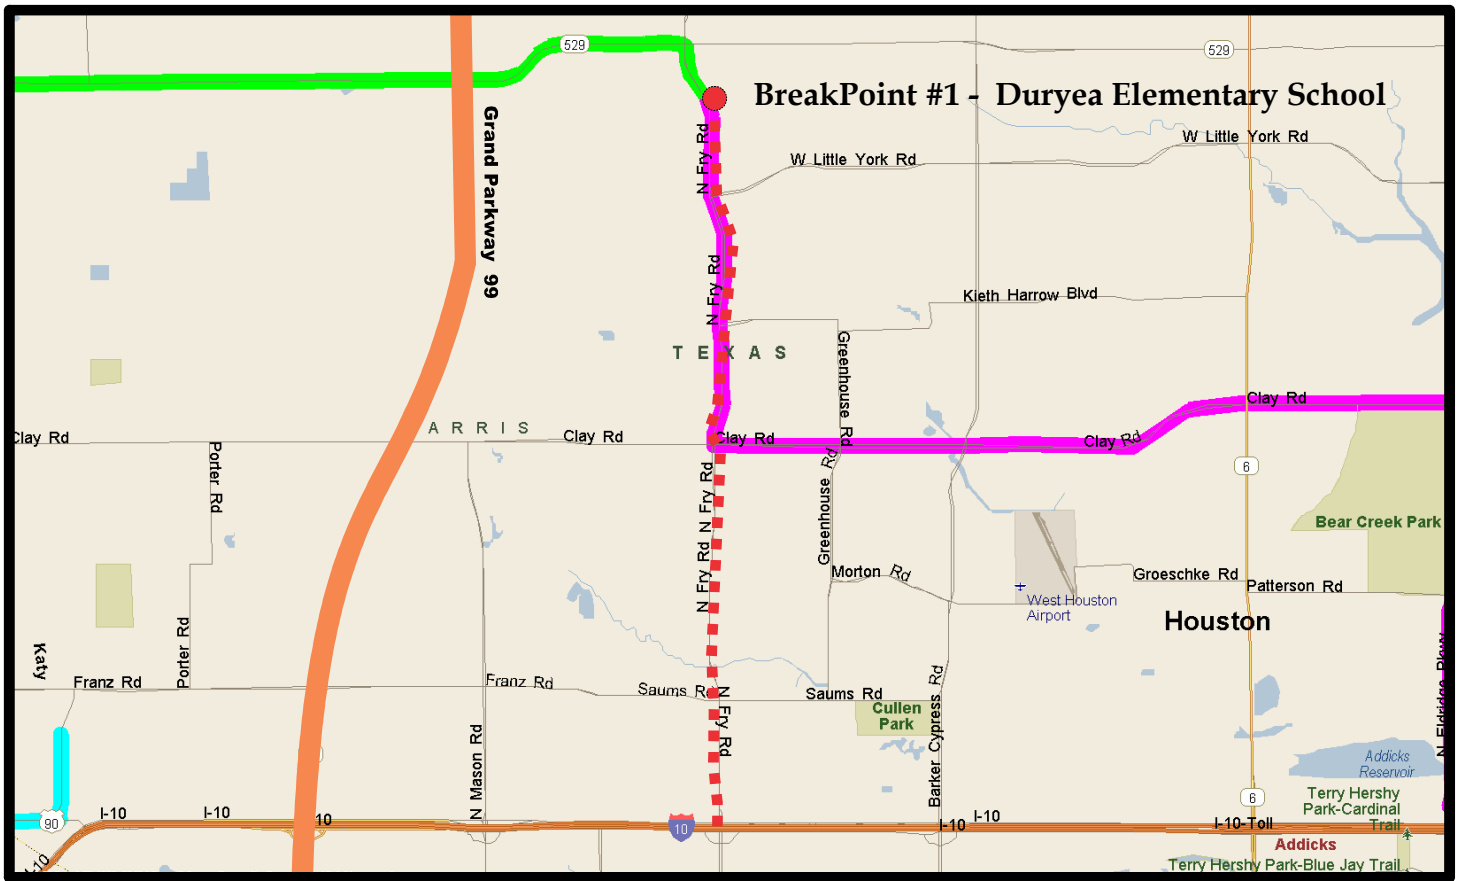 529
529
BreakPoint #1 - Duryea Elementary School
Grand Parkway 99
N Fry Rd
W Little York Rd
W Little York Rd
N Fry Rd
Kieth Harrow Blvd
TEXAS
Greenhouse Rd
Clay Rd
ARRIS
Clay Rd
Clay Rd
Clay Rd
Clay Rd
Porter Rd
N Fry Rd
Greenhouse Rd
6
Bear Creek Park
N Fry Rd
Morton Rd
Groeschke Rd
Patterson Rd
West Houston
Airport
Houston
Katy
Porter Rd
Franz Rd
Franz Rd
Saums Rd
N Fry Rd
Saums Rd
Cullen
Park
Barker Cypress Rd
N Eldridge Pkwy
N Mason Rd
Addicks
Reservoir
Terry Hershy
Park-Cardinal
Trail
6
90
I-10
I-10
10
10
I-10
I-10
I-10-Toll
Addicks
I-10
Terry Hershy Park-Blue Jay Trail